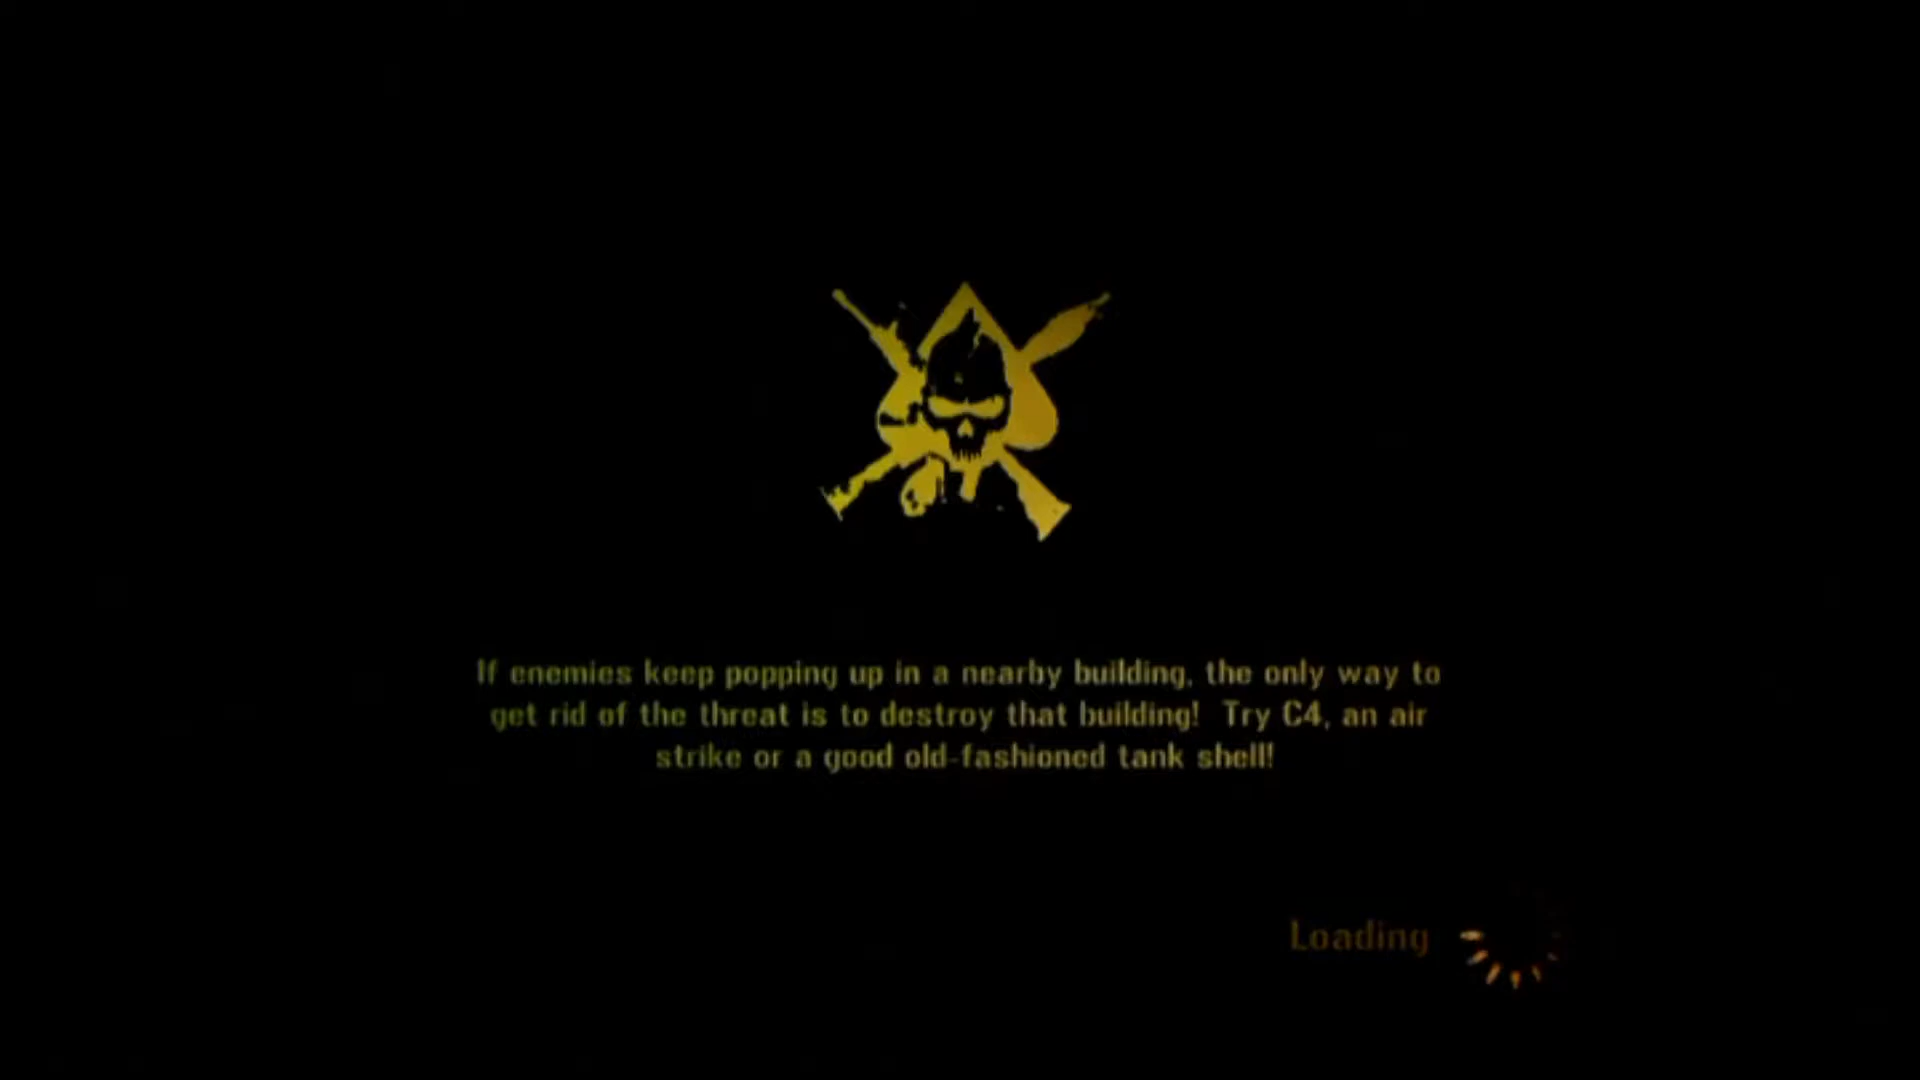 If enemies keep popping up in a nearby building, the only way to
get rid of the threat is to destroy that building!  Try C4, an air
strike or a good old-fashioned tank shell!
Loading